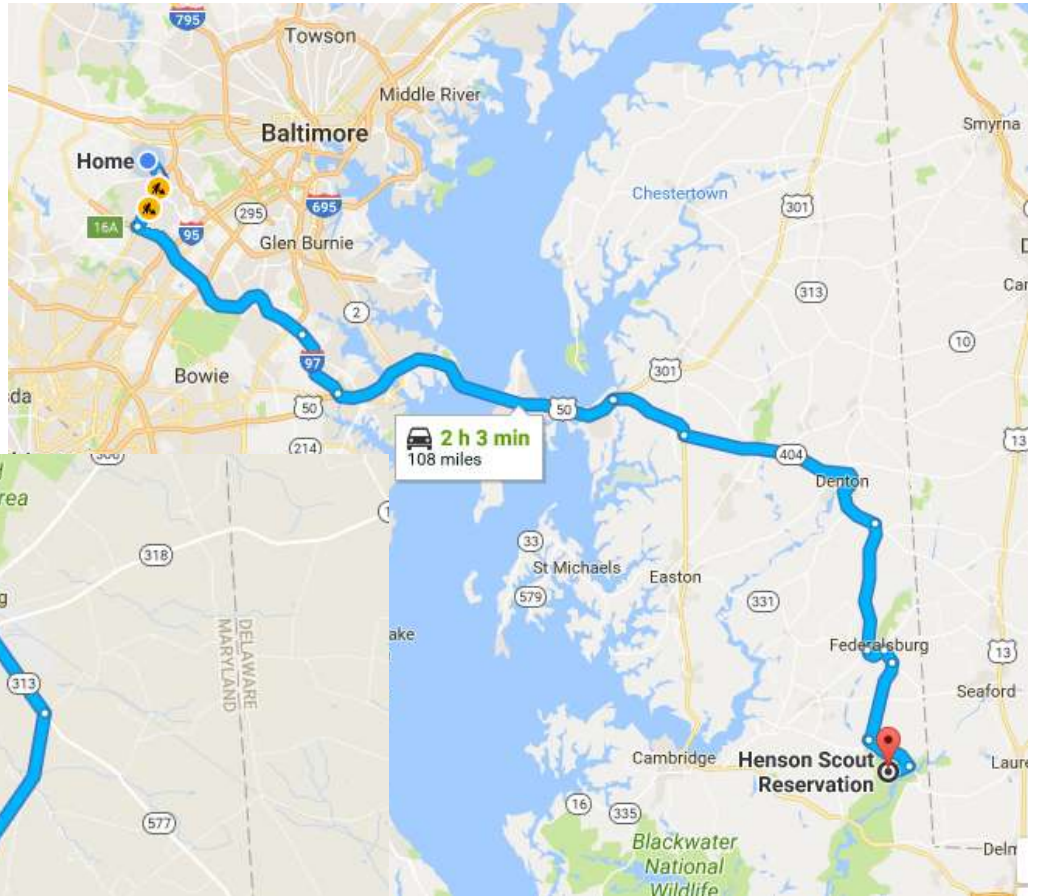 795
Towson
Middle River
Smyrna
Baltimore
Home
Chestertown
301
295
695
16A
95
Glen Burnie
313
2
10
97
301
Bowie
50
50
2 h 3 min
108 miles
214
404
13
Denton
318
33
St Michaels
Easton
579
331
DELAWARE
MARYLAND
Federalsburg
13
313
Seaford
Cambridge
Henson Scout
Reservation
577
16
335
Blackwater
National
Wildlife